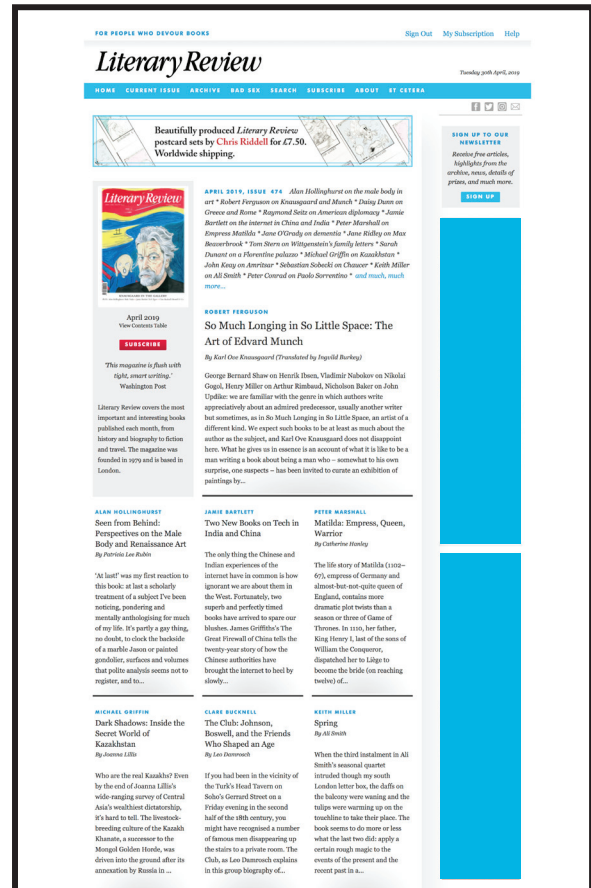 FOR PEOPLE WHO DEVOUR BOOKS
Sign Out My Subscription Help
Literary Review
Tuesday 30th April, 2019
HOME CURRENT ISSUE ARCHIVE BAD SEX SEARCH SUBSCRIBE ABOUT ET CETERA
Beautifully produced Literary Review
postcard sets by Chris Riddell for £7.50.
Worldwide shipping.
SIGN UP TO OUR
NEWSLETTER
Receive free articles,
highlights from the
archive, news, details of
prizes, and much more.
SIGN UP
Literary Review
April 2019
View Contents Table
SUBSCRIBE
'This magazine is flush with
tight, smart writing.'
Washington Post
Literary Review covers the most
important and interesting books
published each month, from
history and biography to fiction
and travel. The magazine was
founded in 1979 and is based in
London.
APRIL 2019, ISSUE 474 Alan Hollinghurst on the male body in
art * Robert Ferguson on Knausgaard and Munch * Daisy Dunn on
Greece and Rome * Raymond Seitz on American diplomacy * Jamie
Bartlett on the internet in China and India * Peter Marshall on
Empress Matilda * Jane O'Grady on dementia * Jane Ridley on Max
Beaverbrook * Tom Stern on Wittgenstein's family letters * Sarah
Dunant on a Florentine palazzo * Michael Griffin on Kazakhstan *
John Keay on Amritsar * Sebastian Sobecki on Chaucer * Keith Miller
on Ali Smith * Peter Conrad on Paolo Sorrentino * and much, much
more...
ROBERT FERGUSON
So Much Longing in So Little Space: The
Art of Edvard Munch
By Karl Ove Knausgaard (Translated by Ingvild Burkey)
George Bernard Shaw on Henrik Ibsen, Vladimir Nabokov on Nikolai
Gogol, Henry Miller on Arthur Rimbaud, Nicholson Baker on John
Updike: we are familiar with the genre in which authors write
appreciatively about an admired predecessor, usually another writer
but sometimes, as in So Much Longing in So Little Space, an artist of a
different kind. We expect such books to be at least as much about the
author as the subject, and Karl Ove Knausgaard does not disappoint
here. What he gives us in essence is an account of what it is like to be a
man writing a book about being a man who – somewhat to his own
surprise, one suspects – has been invited to curate an exhibition of
paintings by...
ALAN HOLLINGHURST
Seen from Behind:
Perspectives on the Male
Body and Renaissance Art
By Patricia Lee Rubin
'At last!' was my first reaction to
this book: at last a scholarly
treatment of a subject I've been
noticing, pondering and
mentally anthologising for much
of my life. It's partly a gay thing,
no doubt, to clock the backside
of a marble Jason or painted
gondolier, surfaces and volumes
that polite analysis seems not to
register, and to...
JAMIE BARTLETT
Two New Books on Tech in
India and China
The only thing the Chinese and
Indian experiences of the
internet have in common is how
ignorant we are about them in
the West. Fortunately, two
superb and perfectly timed
books have arrived to spare our
blushes. James Griffiths's The
Great Firewall of China tells the
twenty-year story of how the
Chinese authorities have
brought the internet to heel by
slowly...
PETER MARSHALL
Matilda: Empress, Queen,
Warrior
By Catherine Hanley
The life story of Matilda (1102–
67), empress of Germany and
almost-but-not-quite queen of
England, contains more
dramatic plot twists than a
season or three of Game of
Thrones. In 1110, her father,
King Henry I, last of the sons of
William the Conqueror,
dispatched her to Liège to
become the bride (on reaching
twelve) of...
MICHAEL GRIFFIN
Dark Shadows: Inside the
Secret World of
Kazakhstan
By Joanna Lillis
Who are the real Kazakhs? Even
by the end of Joanna Lillis's
wide-ranging survey of Central
Asia's wealthiest dictatorship,
it's hard to tell. The livestock-
breeding culture of the Kazakh
Khanate, a successor to the
Mongol Golden Horde, was
driven into the ground after its
annexation by Russia in ...
CLARE BUCKNELL
The Club: Johnson,
Boswell, and the Friends
Who Shaped an Age
By Leo Damrosch
If you had been in the vicinity of
the Turk's Head Tavern on
Soho's Gerrard Street on a
Friday evening in the second
half of the 18th century, you
might have recognised a number
of famous men disappearing up
the stairs to a private room. The
Club, as Leo Damrosch explains
in this group biography of...
KEITH MILLER
Spring
By Ali Smith
When the third instalment in Ali
Smith's seasonal quartet
intruded though my south
London letter box, the daffs on
the balcony were waning and the
tulips were warming up on the
touchline to take their place. The
book seems to do more or less
what the last two did: apply a
certain rough magic to the
events of the present and the
recent past in a...